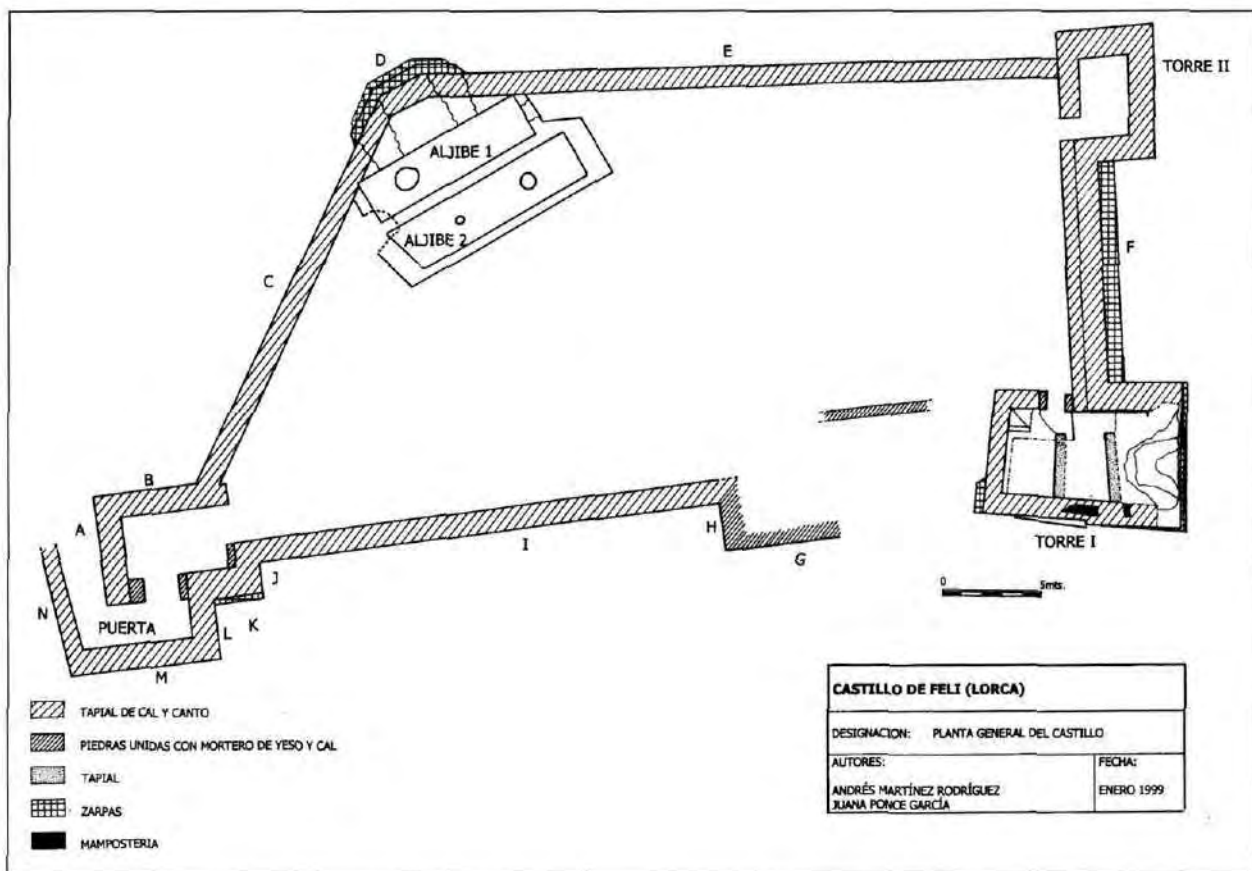 D
E
TORRE II
ALJIBE 1
ALJIBE 2
C
F
B
A
H
I
G
TORRE I
J
0 5mts.
N
PUERTA
L
K
M
TAPIAL DE CAL Y CANTO
PIEDRAS UNIDAS CON MORTERO DE YESO Y CAL
TAPIAL
ZARPAS
MAMPOSTERIA
CASTILLO DE FELI (LORCA)
DESIGNACION: PLANTA GENERAL DEL CASTILLO
AUTORES:
ANDRÉS MARTÍNEZ RODRÍGUEZ
JUANA PONCE GARCÍA
FECHA:
ENERO 1999